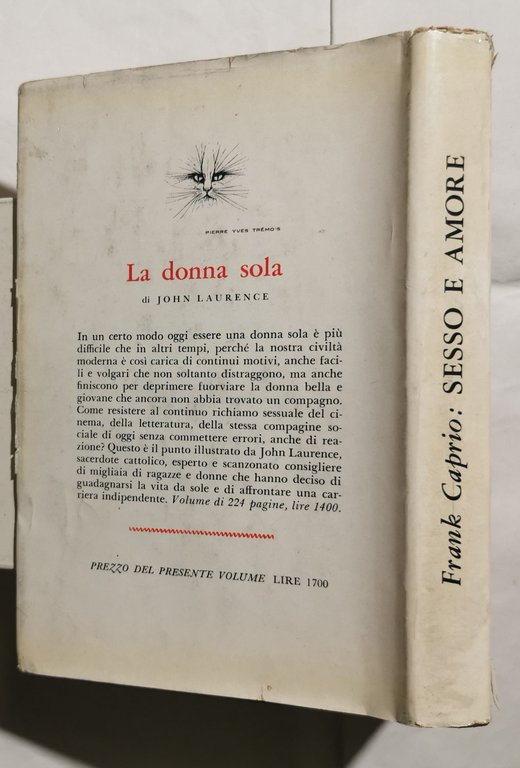 PIERRE YVES TRÉMO'S
La donna sola
di JOHN LAURENCE
In un certo modo oggi essere una donna sola è più
difficile che in altri tempi, perché la nostra civiltà
moderna è così carica di continui motivi, anche faci-
li e volgari che non soltanto distraggono, ma anche
finiscono per deprimere fuorviare la donna bella e
giovane che ancora non abbia trovato un compagno.
Come resistere al continuo richiamo sessuale del ci-
nema, della letteratura, della stessa compagine so-
ciale di oggi senza commettere errori, anche di rea-
zione? Questo è il punto illustrato da John Laurence,
sacerdote cattolico, esperto e scanzonato consigliere
di migliaia di ragazze e donne che hanno deciso di
guadagnarsi la vita da sole e di affrontare una car-
riera indipendente. Volume di 224 pagine, lire 1400.
PREZZO DEL PRESENTE VOLUME LIRE 1700
Frank Caprio: SESSO E AMORE